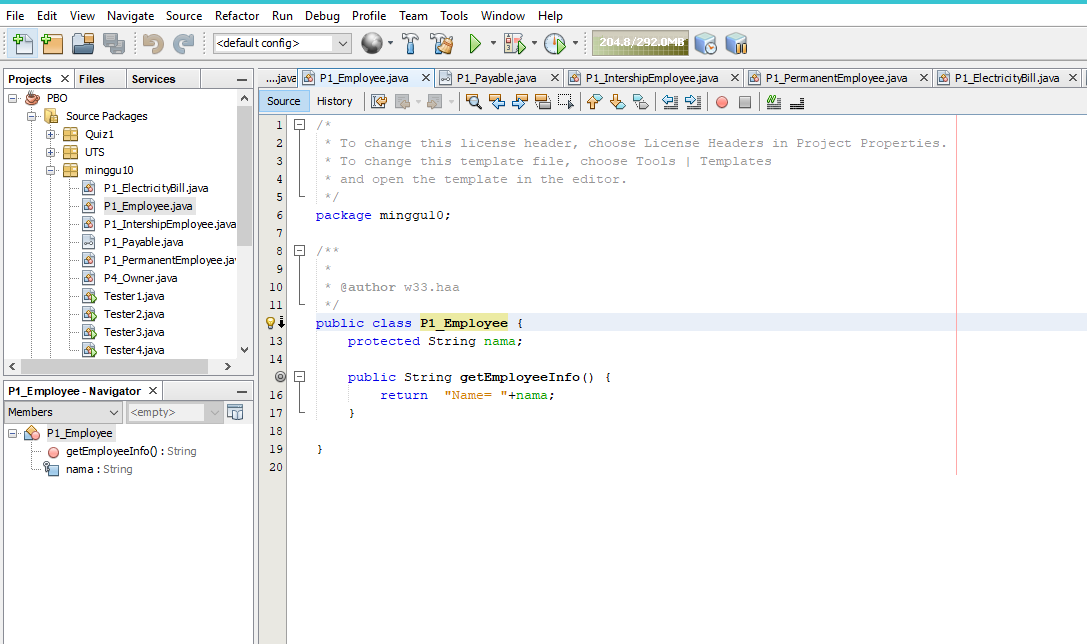 File Edit View Navigate Source Refactor Run Debug Profile Team Tools Window Help
<default config> 204.8/292.0MB
Projects Files Services
PBO
Source Packages
Quiz1
UTS
minggu10
P1_ElectricityBill.java
P1_Employee.java
P1_IntershipEmployee.java
P1_Payable.java
P1_PermanentEmployee.jav
P4_Owner.java
Tester1.java
Tester2.java
Tester3.java
Tester4.java
P1_Employee - Navigator
Members <empty>
P1_Employee
getEmployeeInfo() : String
nama : String
....java P1_Employee.java P1_Payable.java P1_IntershipEmployee.java P1_PermanentEmployee.java P1_ElectricityBill.java
Source History
1 /*
2 * To change this license header, choose License Headers in Project Properties.
3 * To change this template file, choose Tools | Templates
4 * and open the template in the editor.
5 */
6 package minggu10;
7
8 /**
9 *
10 * @author w33.haa
11 */
public class P1_Employee {
13 protected String nama;
14
public String getEmployeeInfo() {
16 return "Name= "+nama;
17 }
18
19 }
20